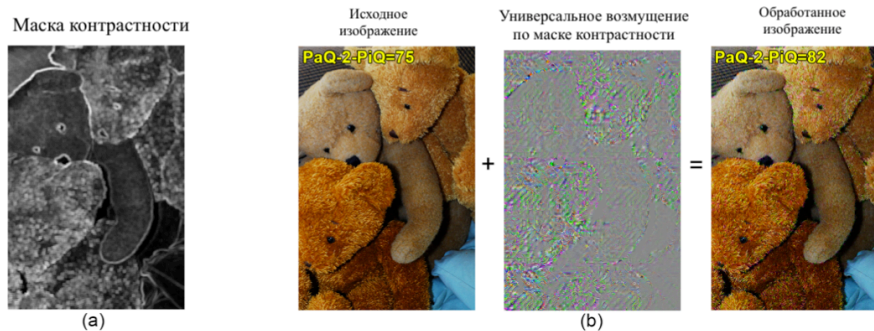 Маска контрастности
Исходное
изображение
Универсальное возмущение
по маске контрастности
Обработанное
изображение
PaQ-2-PiQ=75
+
=
PaQ-2-PiQ=82
(a)
(b)